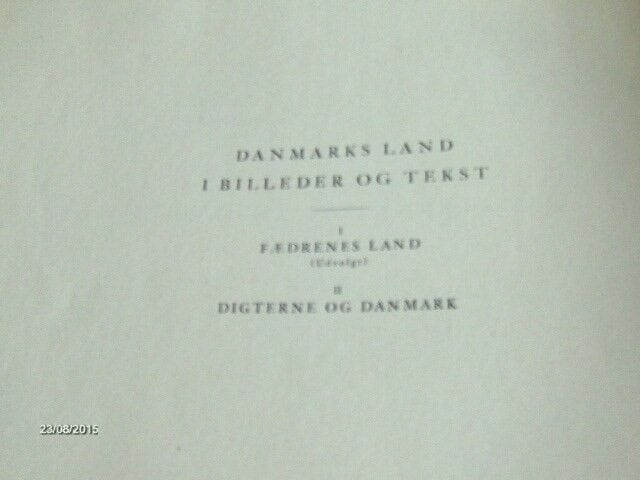 DANMARKS LAND
I BILLEDER OG TEKST
I
FÆDRENES LAND
(Udvalgt)
II
DIGTERNE OG DANMARK
23/08/2015